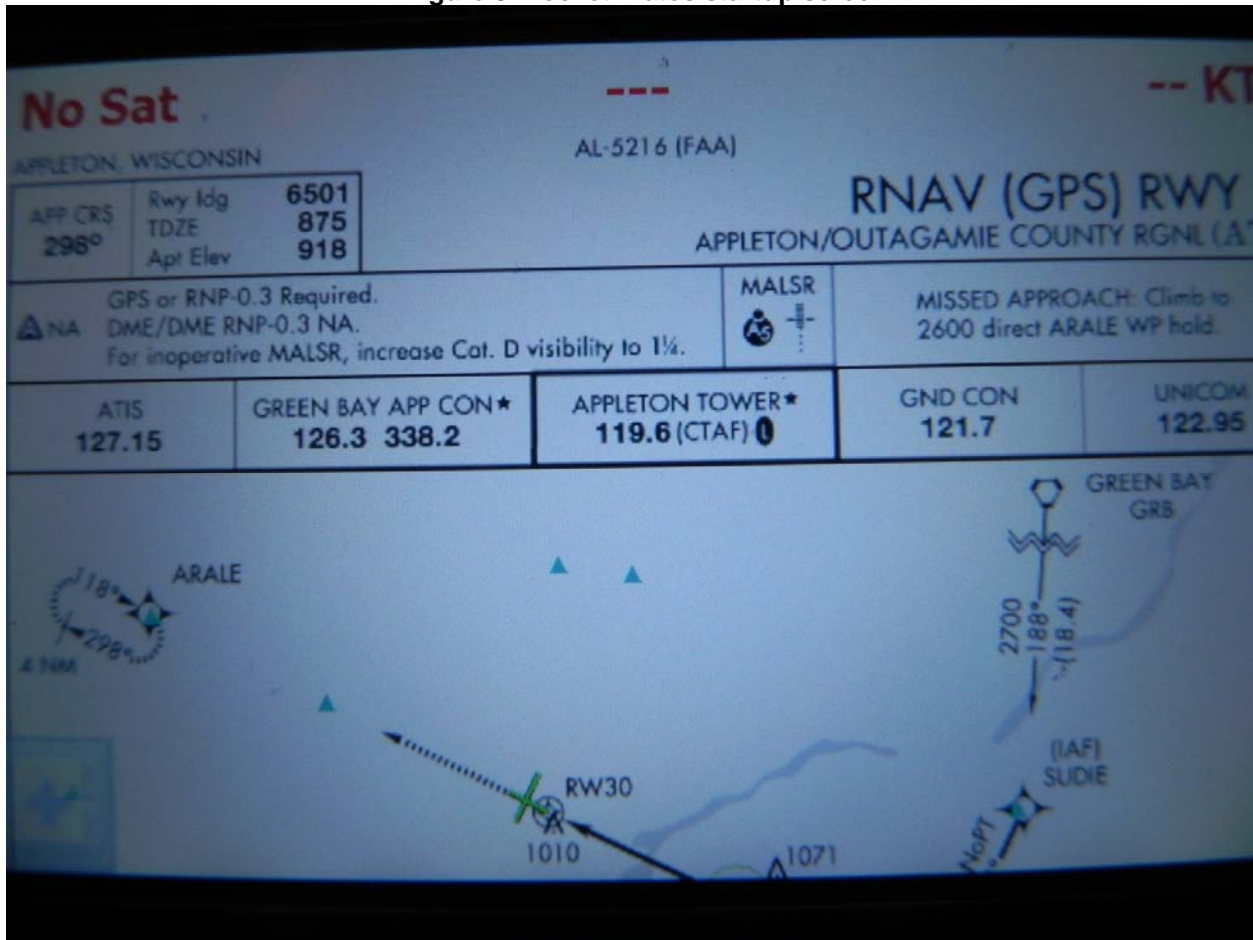 No Sat
---
-- KT
APPLETON, WISCONSIN
AL-5216 (FAA)
APP CRS
298°
Rwy ldg 6501
TDZE 875
Apt Elev 918
RNAV (GPS) RWY
APPLETON/OUTAGAMIE COUNTY RGNL (A
A NA
GPS or RNP-0.3 Required.
DME/DME RNP-0.3 NA.
For inoperative MALSR, increase Cat. D visibility to 1¼.
MALSR
A5
MISSED APPROACH: Climb to
2600 direct ARALE WP hold.
ATIS
127.15
GREEN BAY APP CON★
126.3 338.2
APPLETON TOWER★
119.6 (CTAF) L
GND CON
121.7
UNICOM
122.95
GREEN BAY
GRB
ARALE
118°
298°
4 NM
2700
188°
(18.4)
(IAF)
SUDIE
NoPT
RW30
1010
1071